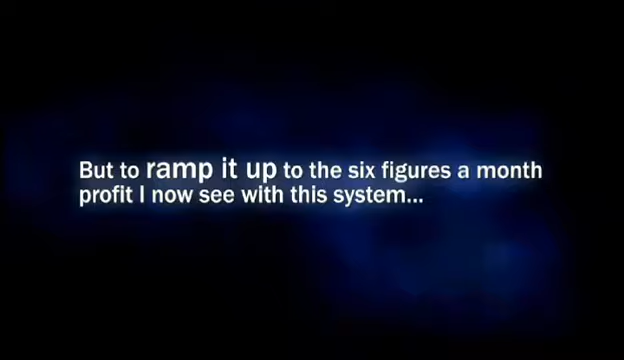 But to ramp it up to the six figures a month
profit I now see with this system...